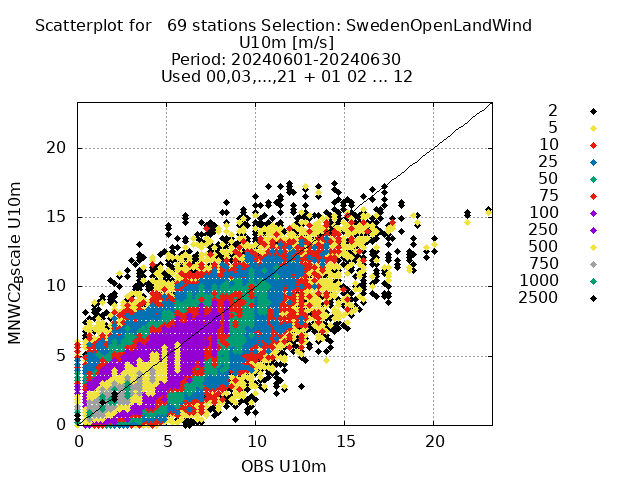 Scatterplot for   69 stations Selection: SwedenOpenLandWind
U10m [m/s]
Period: 20240601-20240630
Used 00,03,...,21 + 01 02 ... 12
2
5
10
25
50
75
100
250
500
750
1000
2500
20
15
10
5
0
0 5 10 15 20
OBS U10m